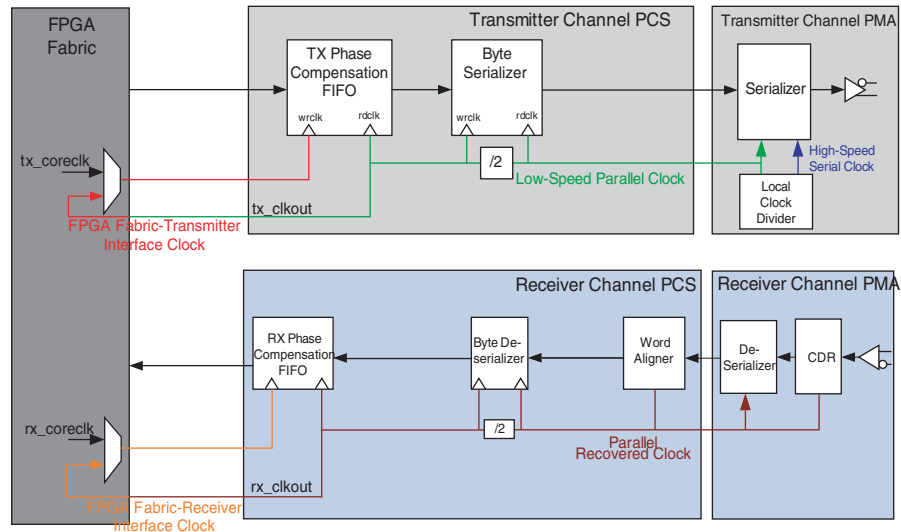 FPGA
Fabric
Transmitter Channel PCS
Transmitter Channel PMA
TX Phase
Compensation
FIFO
wrclk
rdclk
Byte
Serializer
wrclk
rdclk
/2
Serializer
High-Speed
Serial Clock
Low-Speed Parallel Clock
Local
Clock
Divider
tx_coreclk
tx_clkout
FPGA Fabric-Transmitter
Interface Clock
Receiver Channel PCS
Receiver Channel PMA
RX Phase
Compensation
FIFO
Byte De-
serializer
/2
Word
Aligner
De-
Serializer
CDR
Parallel
Recovered Clock
rx_coreclk
rx_clkout
FPGA Fabric-Receiver
Interface Clock